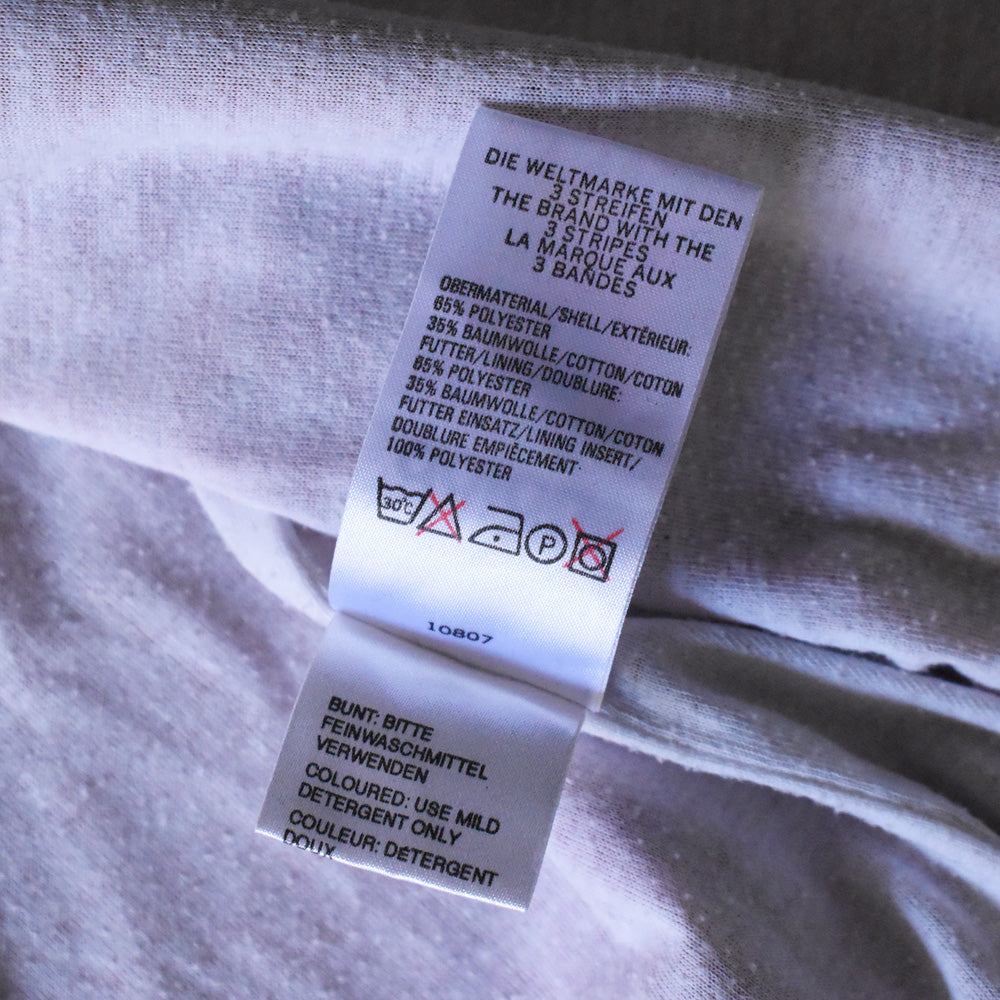 DIE WELTMARKE MIT DEN
3 STREIFEN
THE BRAND WITH THE
3 STRIPES
LA MARQUE AUX
3 BANDES
OBERMATERIAL/SHELL/EXTÉRIEUR:
65% POLYESTER
35% BAUMWOLLE/COTTON/COTON
FUTTER/LINING/DOUBLURE:
65% POLYESTER
35% BAUMWOLLE/COTTON/COTON
FUTTER EINSATZ/LINING INSERT/
DOUBLURE EMPIÈCEMENT:
100% POLYESTER
30°C P
10807
BUNT: BITTE
FEINWASCHMITTEL
VERWENDEN
COLOURED: USE MILD
DETERGENT ONLY
COULEUR: DÉTERGENT
DOUX